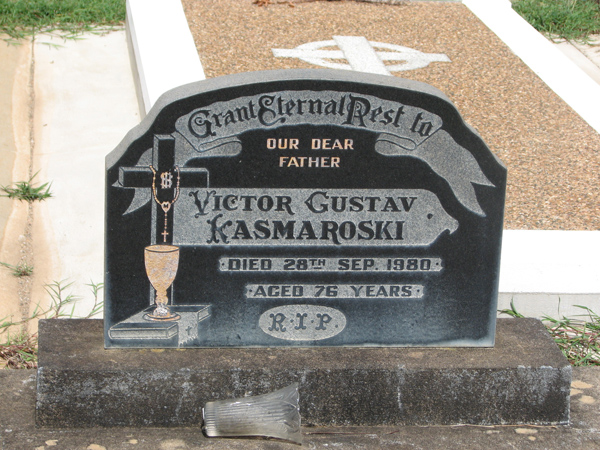 Grant Eternal Rest to
OUR DEAR
FATHER
VICTOR GUSTAV
KASMAROSKI
·DIED 28TH SEP. 1980·
·AGED 76 YEARS·
R·I·P